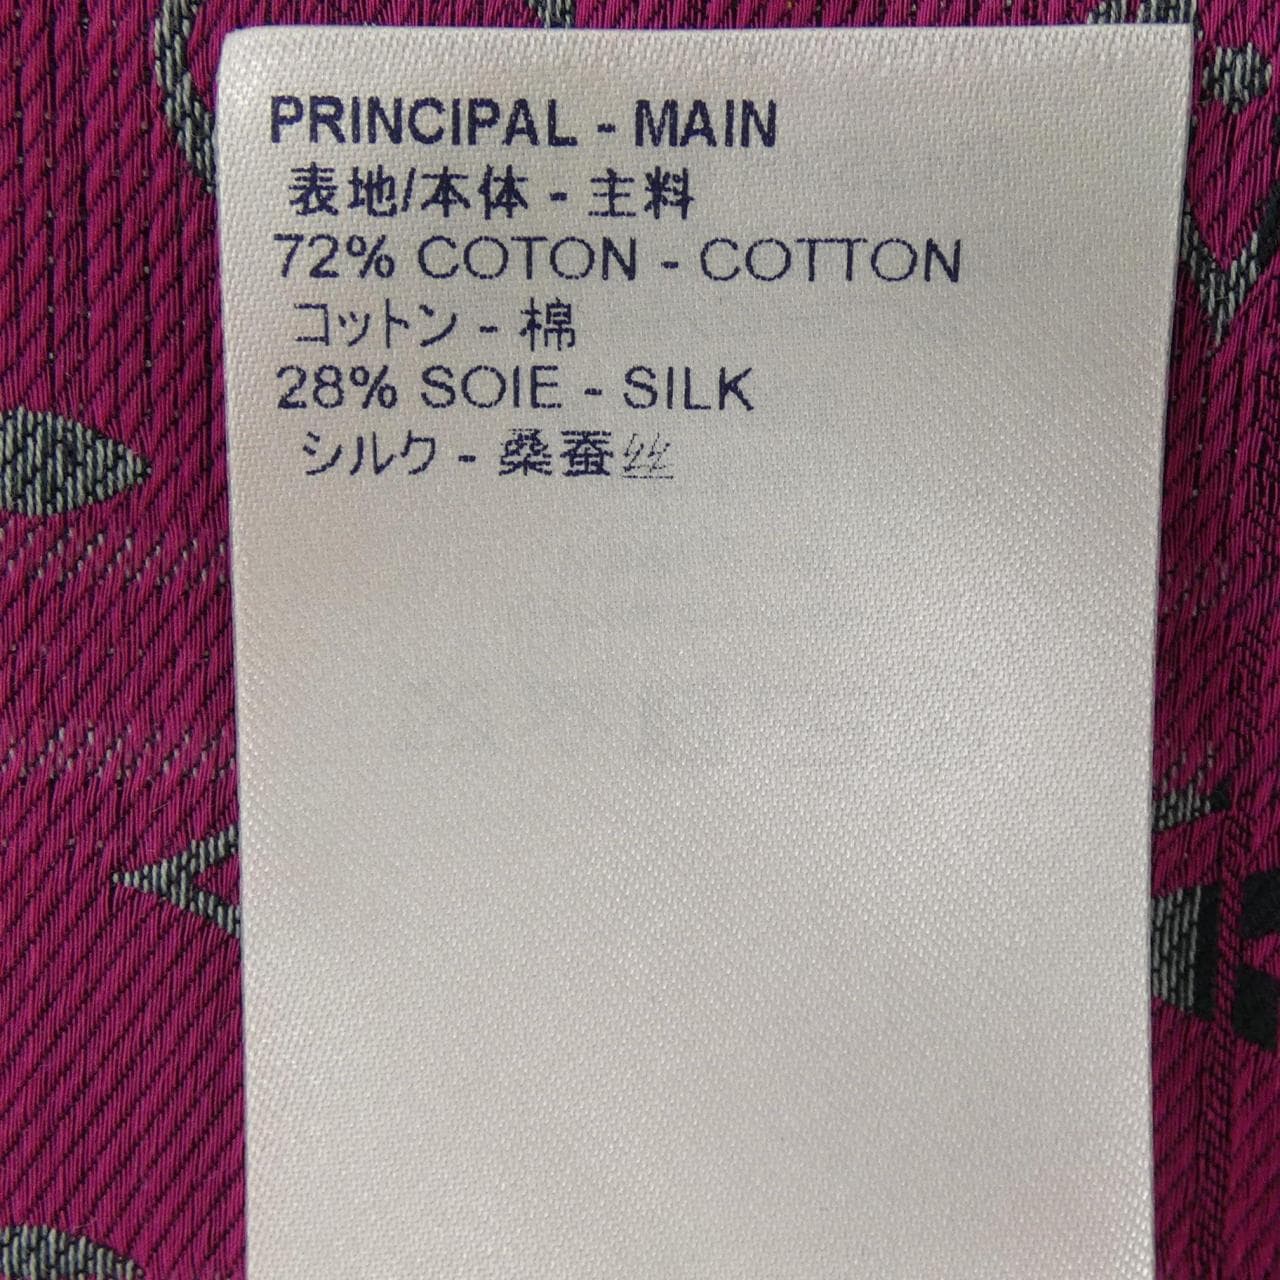 PRINCIPAL - MAIN
表地/本体 - 主料
72% COTON - COTTON
コットン - 棉
28% SOIE - SILK
シルク - 桑蚕丝